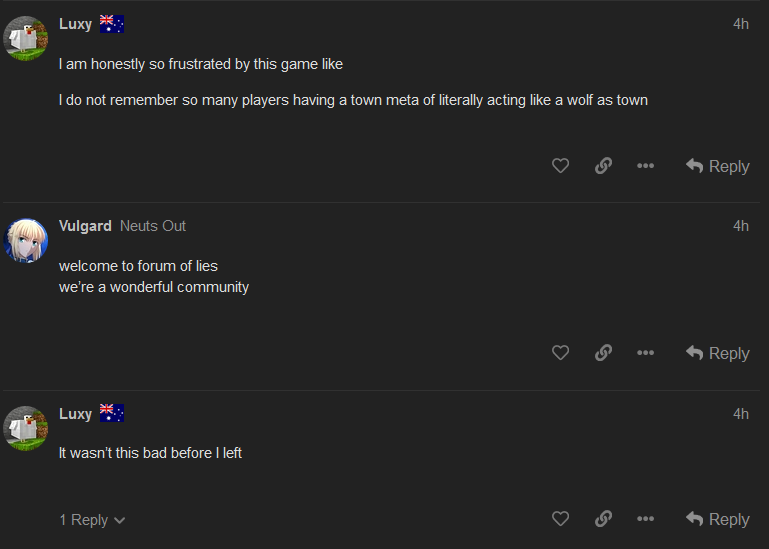 Luxy 4h
I am honestly so frustrated by this game like
I do not remember so many players having a town meta of literally acting like a wolf as town
Reply
Vulgard Neuts Out 4h
welcome to forum of lies
we’re a wonderful community
Reply
Luxy 4h
It wasn’t this bad before I left
1 Reply Reply